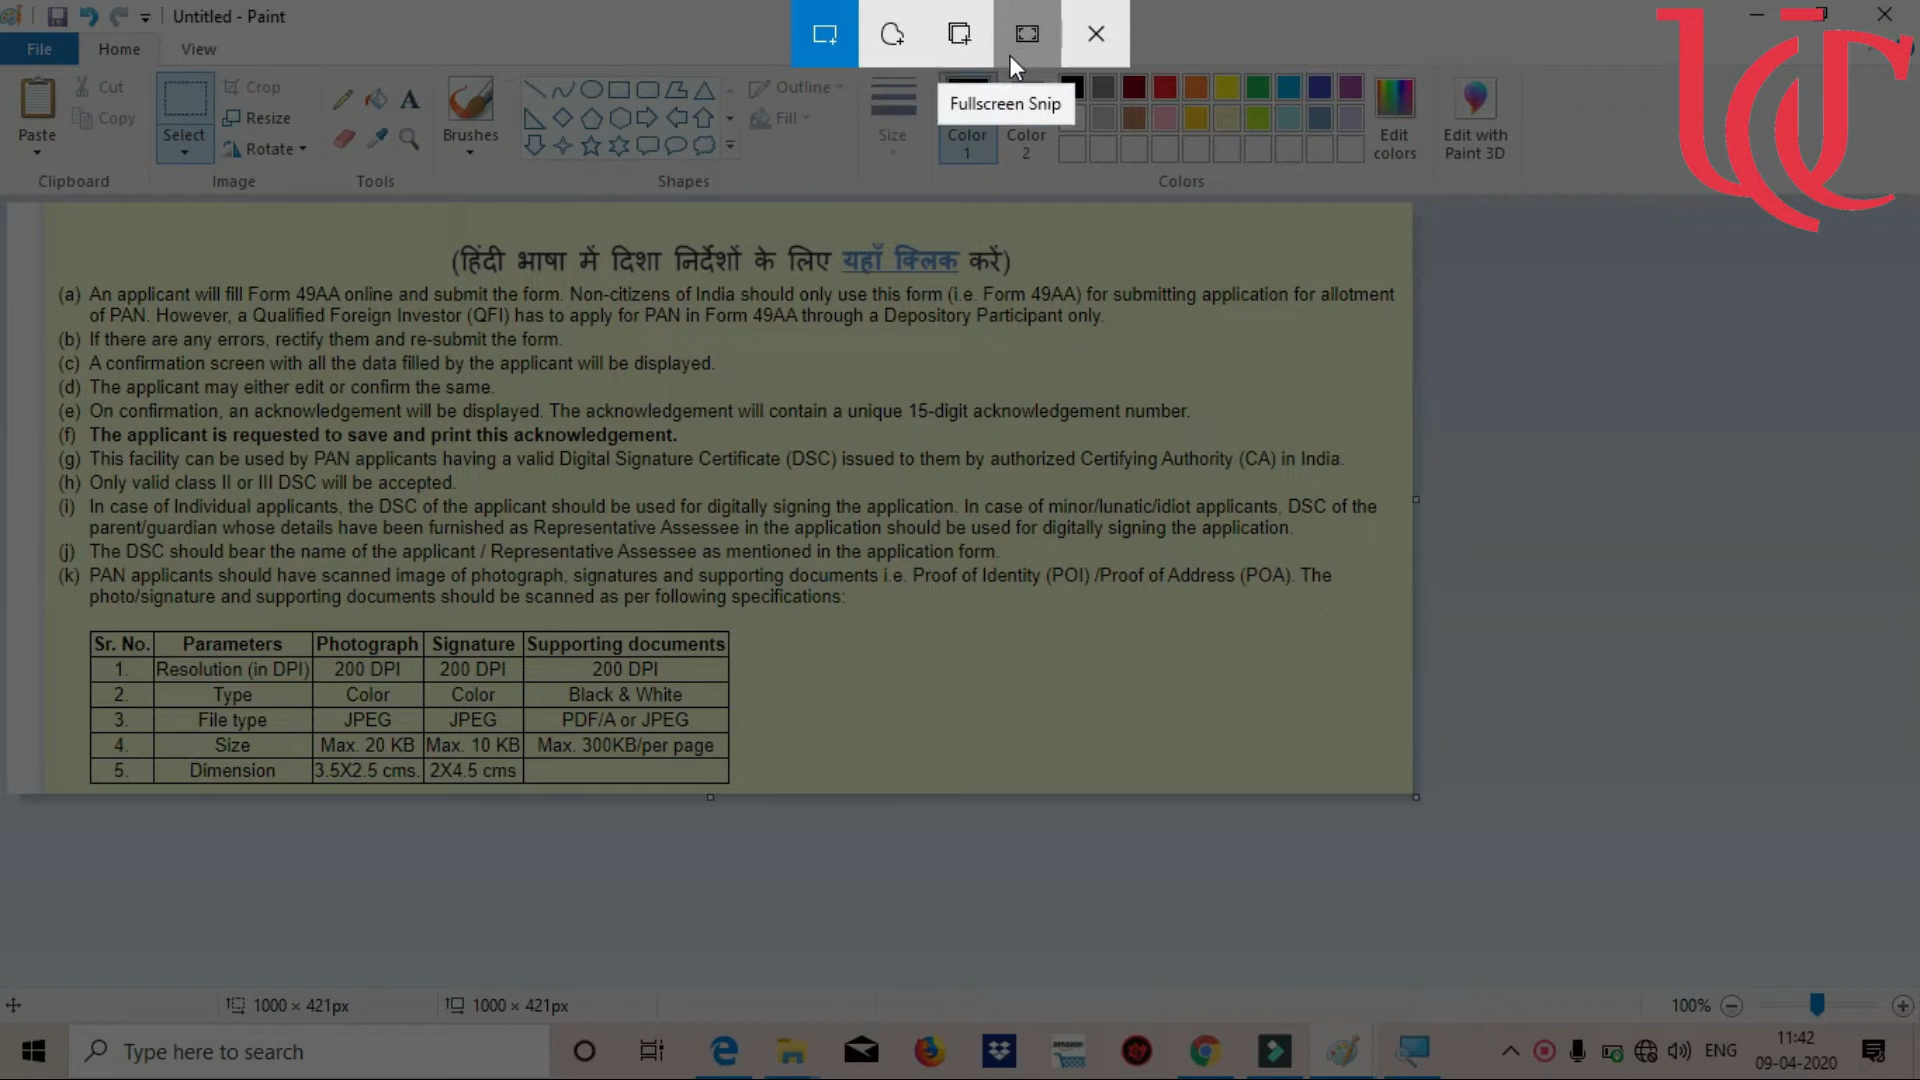 Untitled - Paint
File Home View
Fullscreen Snip
Paste
Cut
Copy
Clipboard
Select
Crop
Resize
Rotate
Image
A
Tools
Brushes
Shapes
Outline
Fill
Size
Color 1
Color 2
Colors
Edit colors
Edit with Paint 3D
UCC
(हिंदी भाषा में दिशा निर्देशों के लिए यहाँ क्लिक करें)
(a) An applicant will fill Form 49AA online and submit the form. Non-citizens of India should only use this form (i.e. Form 49AA) for submitting application for allotment
of PAN. However, a Qualified Foreign Investor (QFI) has to apply for PAN in Form 49AA through a Depository Participant only.
(b) If there are any errors, rectify them and re-submit the form.
(c) A confirmation screen with all the data filled by the applicant will be displayed.
(d) The applicant may either edit or confirm the same.
(e) On confirmation, an acknowledgement will be displayed. The acknowledgement will contain a unique 15-digit acknowledgement number.
(f) The applicant is requested to save and print this acknowledgement.
(g) This facility can be used by PAN applicants having a valid Digital Signature Certificate (DSC) issued to them by authorized Certifying Authority (CA) in India.
(h) Only valid class II or III DSC will be accepted.
(i) In case of Individual applicants, the DSC of the applicant should be used for digitally signing the application. In case of minor/lunatic/idiot applicants, DSC of the
parent/guardian whose details have been furnished as Representative Assessee in the application should be used for digitally signing the application.
(j) The DSC should bear the name of the applicant / Representative Assessee as mentioned in the application form.
(k) PAN applicants should have scanned image of photograph, signatures and supporting documents i.e. Proof of Identity (POI) /Proof of Address (POA). The
photo/signature and supporting documents should be scanned as per following specifications:
Sr. No. Parameters Photograph Signature Supporting documents
1. Resolution (in DPI) 200 DPI 200 DPI 200 DPI
2. Type Color Color Black & White
3. File type JPEG JPEG PDF/A or JPEG
4. Size Max. 20 KB Max. 10 KB Max. 300KB/per page
5. Dimension 3.5X2.5 cms. 2X4.5 cms
1000 × 421px 1000 × 421px 100%
Type here to search
amazon
ENG
11:42
09-04-2020